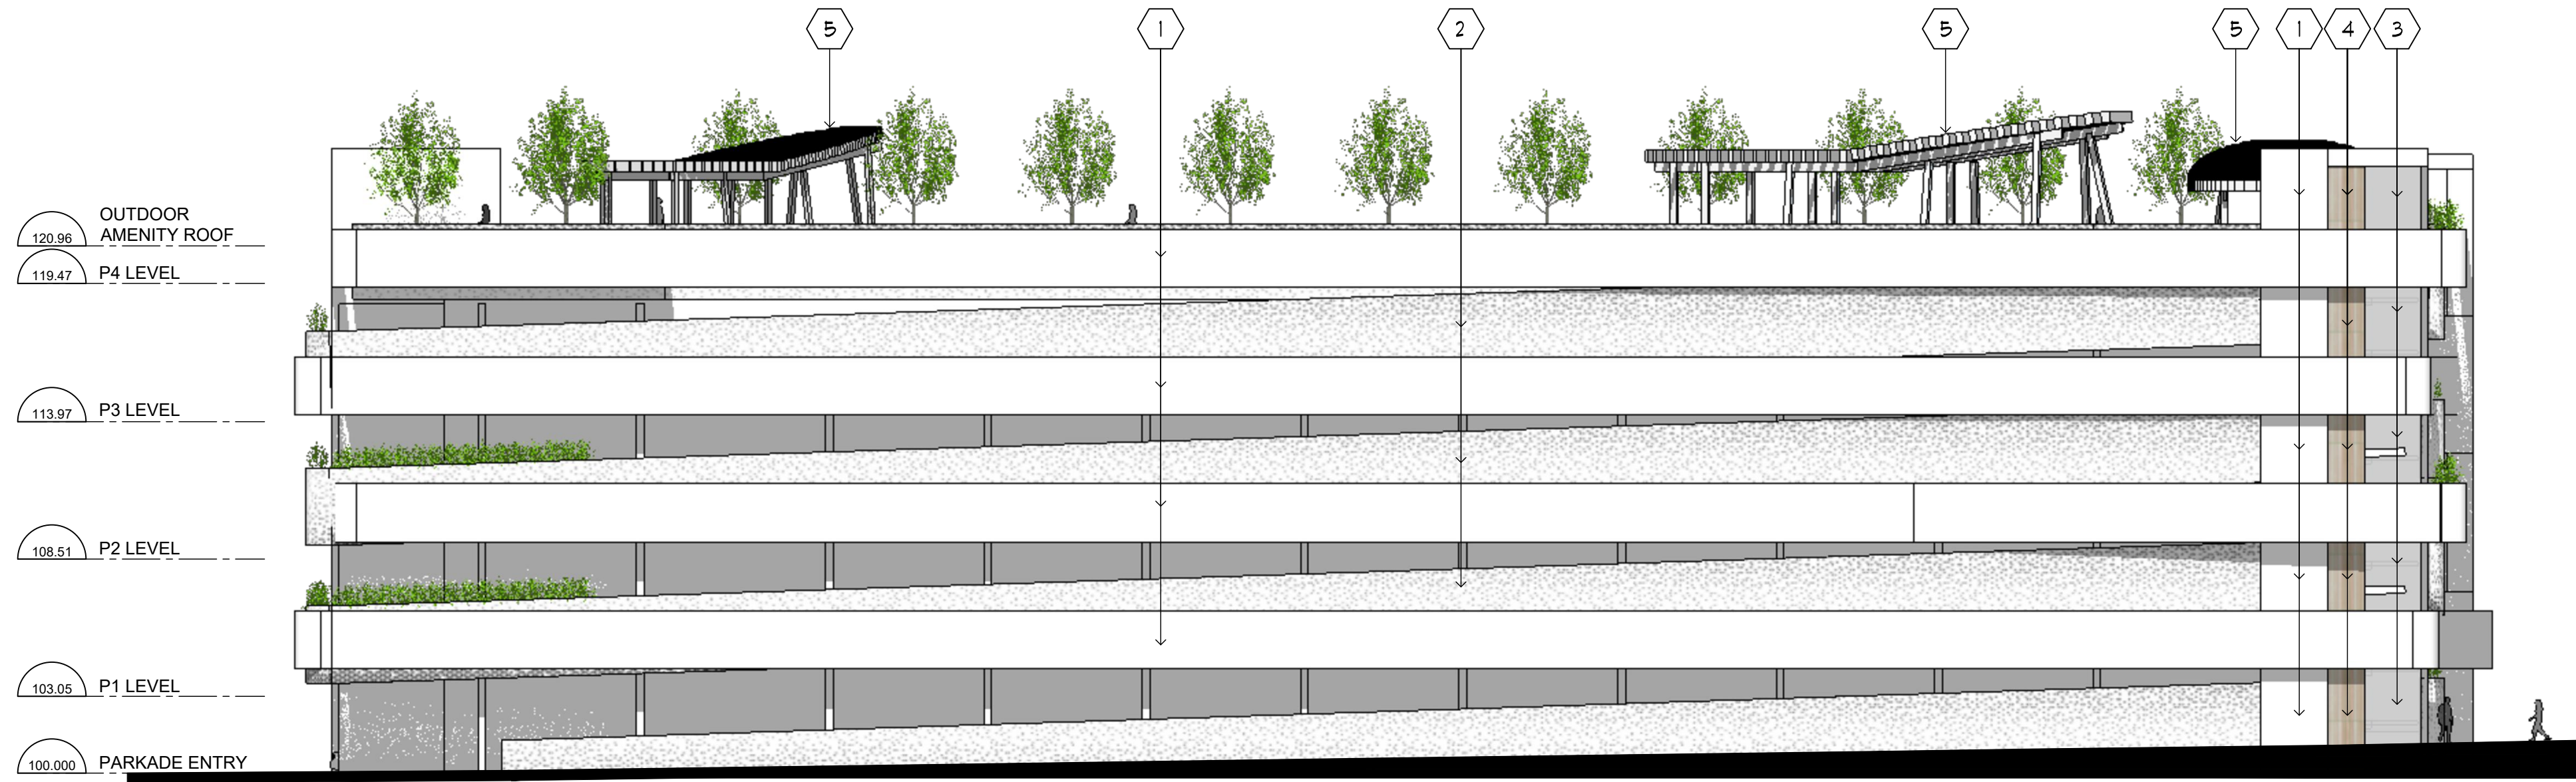 5 1 2 5 5 1 4 3
OUTDOOR
120.96 AMENITY ROOF
119.47 P4 LEVEL
113.97 P3 LEVEL
108.51 P2 LEVEL
103.05 P1 LEVEL
100.000 PARKADE ENTRY